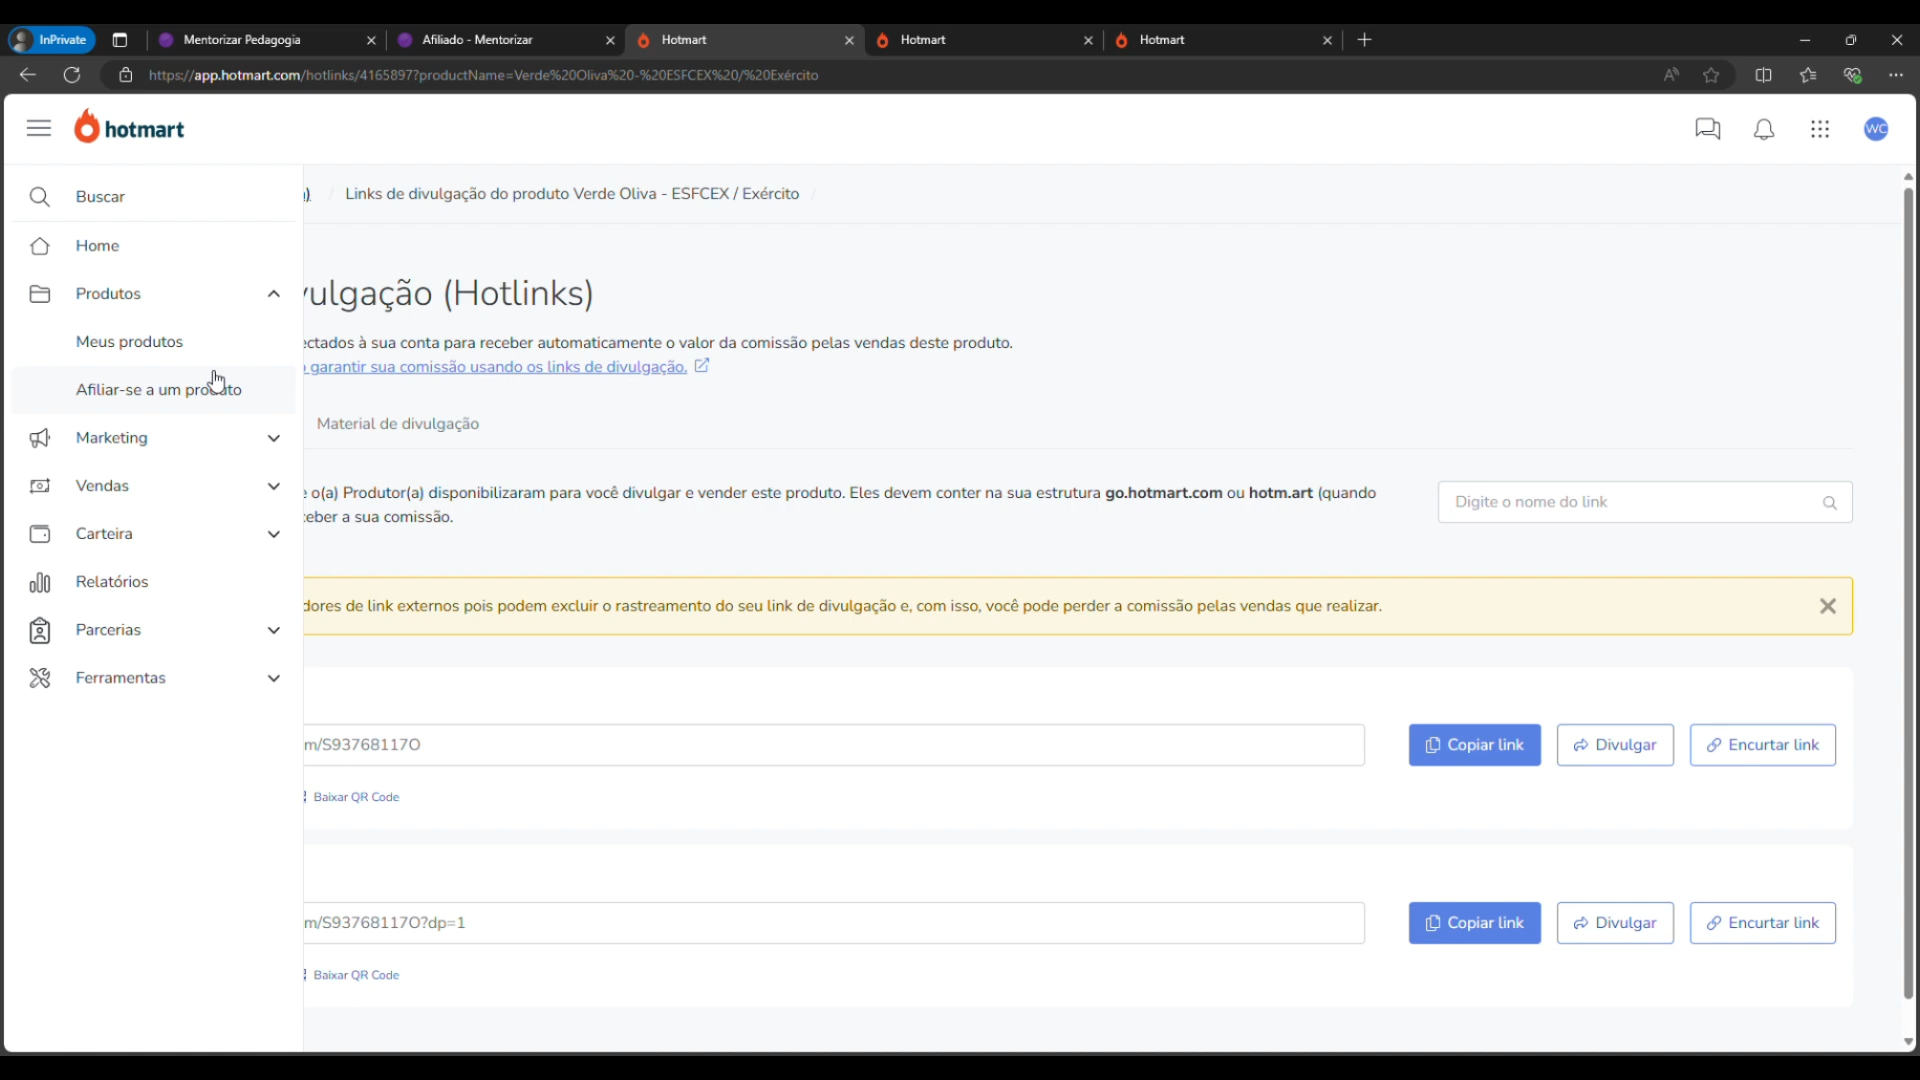 InPrivate
Mentorizar Pedagogia
Afiliado - Mentorizar
Hotmart
Hotmart
Hotmart
https://app.hotmart.com/hotlinks/4165897?productName=Verde%20Oliva%20-%20ESFCEX%20/%20Exército
hotmart
WC
Buscar
Links de divulgação do produto Verde Oliva - ESFCEX / Exército
Home
Produtos
vulgação (Hotlinks)
Meus produtos
ectados à sua conta para receber automaticamente o valor da comissão pelas vendas deste produto.
garantir sua comissão usando os links de divulgação.
Afiliar-se a um produto
Material de divulgação
Marketing
Vendas
o(a) Produtor(a) disponibilizaram para você divulgar e vender este produto. Eles devem conter na sua estrutura go.hotmart.com ou hotm.art (quando
eber a sua comissão.
Digite o nome do link
Carteira
Relatórios
dores de link externos pois podem excluir o rastreamento do seu link de divulgação e, com isso, você pode perder a comissão pelas vendas que realizar.
Parcerias
Ferramentas
m/S93768117O
Copiar link
Divulgar
Encurtar link
Baixar QR Code
m/S93768117O?dp=1
Copiar link
Divulgar
Encurtar link
Baixar QR Code